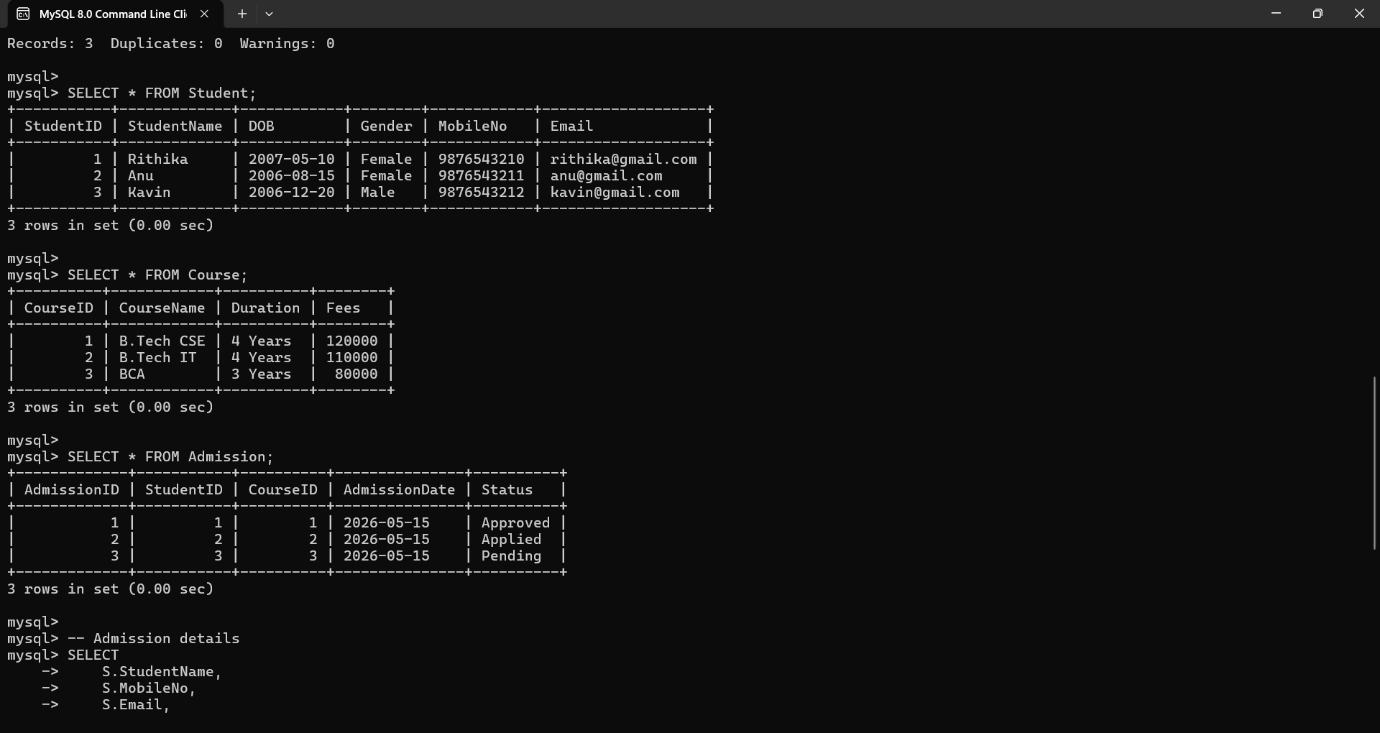 MySQL 8.0 Command Line Cli
Records: 3  Duplicates: 0  Warnings: 0
mysql>
mysql> SELECT * FROM Student;
+-----------+-------------+------------+--------+------------+-------------------+
| StudentID | StudentName | DOB        | Gender | MobileNo   | Email             |
+-----------+-------------+------------+--------+------------+-------------------+
|         1 | Rithika     | 2007-05-10 | Female | 9876543210 | rithika@gmail.com |
|         2 | Anu         | 2006-08-15 | Female | 9876543211 | anu@gmail.com     |
|         3 | Kavin       | 2006-12-20 | Male   | 9876543212 | kavin@gmail.com   |
+-----------+-------------+------------+--------+------------+-------------------+
3 rows in set (0.00 sec)
mysql>
mysql> SELECT * FROM Course;
+----------+------------+----------+--------+
| CourseID | CourseName | Duration | Fees   |
+----------+------------+----------+--------+
|        1 | B.Tech CSE | 4 Years  | 120000 |
|        2 | B.Tech IT  | 4 Years  | 110000 |
|        3 | BCA        | 3 Years  |  80000 |
+----------+------------+----------+--------+
3 rows in set (0.00 sec)
mysql>
mysql> SELECT * FROM Admission;
+-------------+-----------+----------+---------------+----------+
| AdmissionID | StudentID | CourseID | AdmissionDate | Status   |
+-------------+-----------+----------+---------------+----------+
|           1 |         1 |        1 | 2026-05-15    | Approved |
|           2 |         2 |        2 | 2026-05-15    | Applied  |
|           3 |         3 |        3 | 2026-05-15    | Pending  |
+-------------+-----------+----------+---------------+----------+
3 rows in set (0.00 sec)
mysql>
mysql> -- Admission details
mysql> SELECT
    ->     S.StudentName,
    ->     S.MobileNo,
    ->     S.Email,